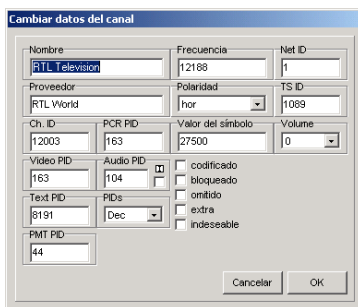 Cambiar datos del canal
Nombre Frecuencia Net ID
RTL Television 12188 1
Proveedor Polaridad TS ID
RTL World hor 1089
Ch. ID PCR PID Valor del símbolo Volume
12003 163 27500 0
Video PID Audio PID codificado
163 104 bloqueado
omitido
Text PID PIDs extra
8191 Dec indeseable
PMT PID
44
Cancelar OK